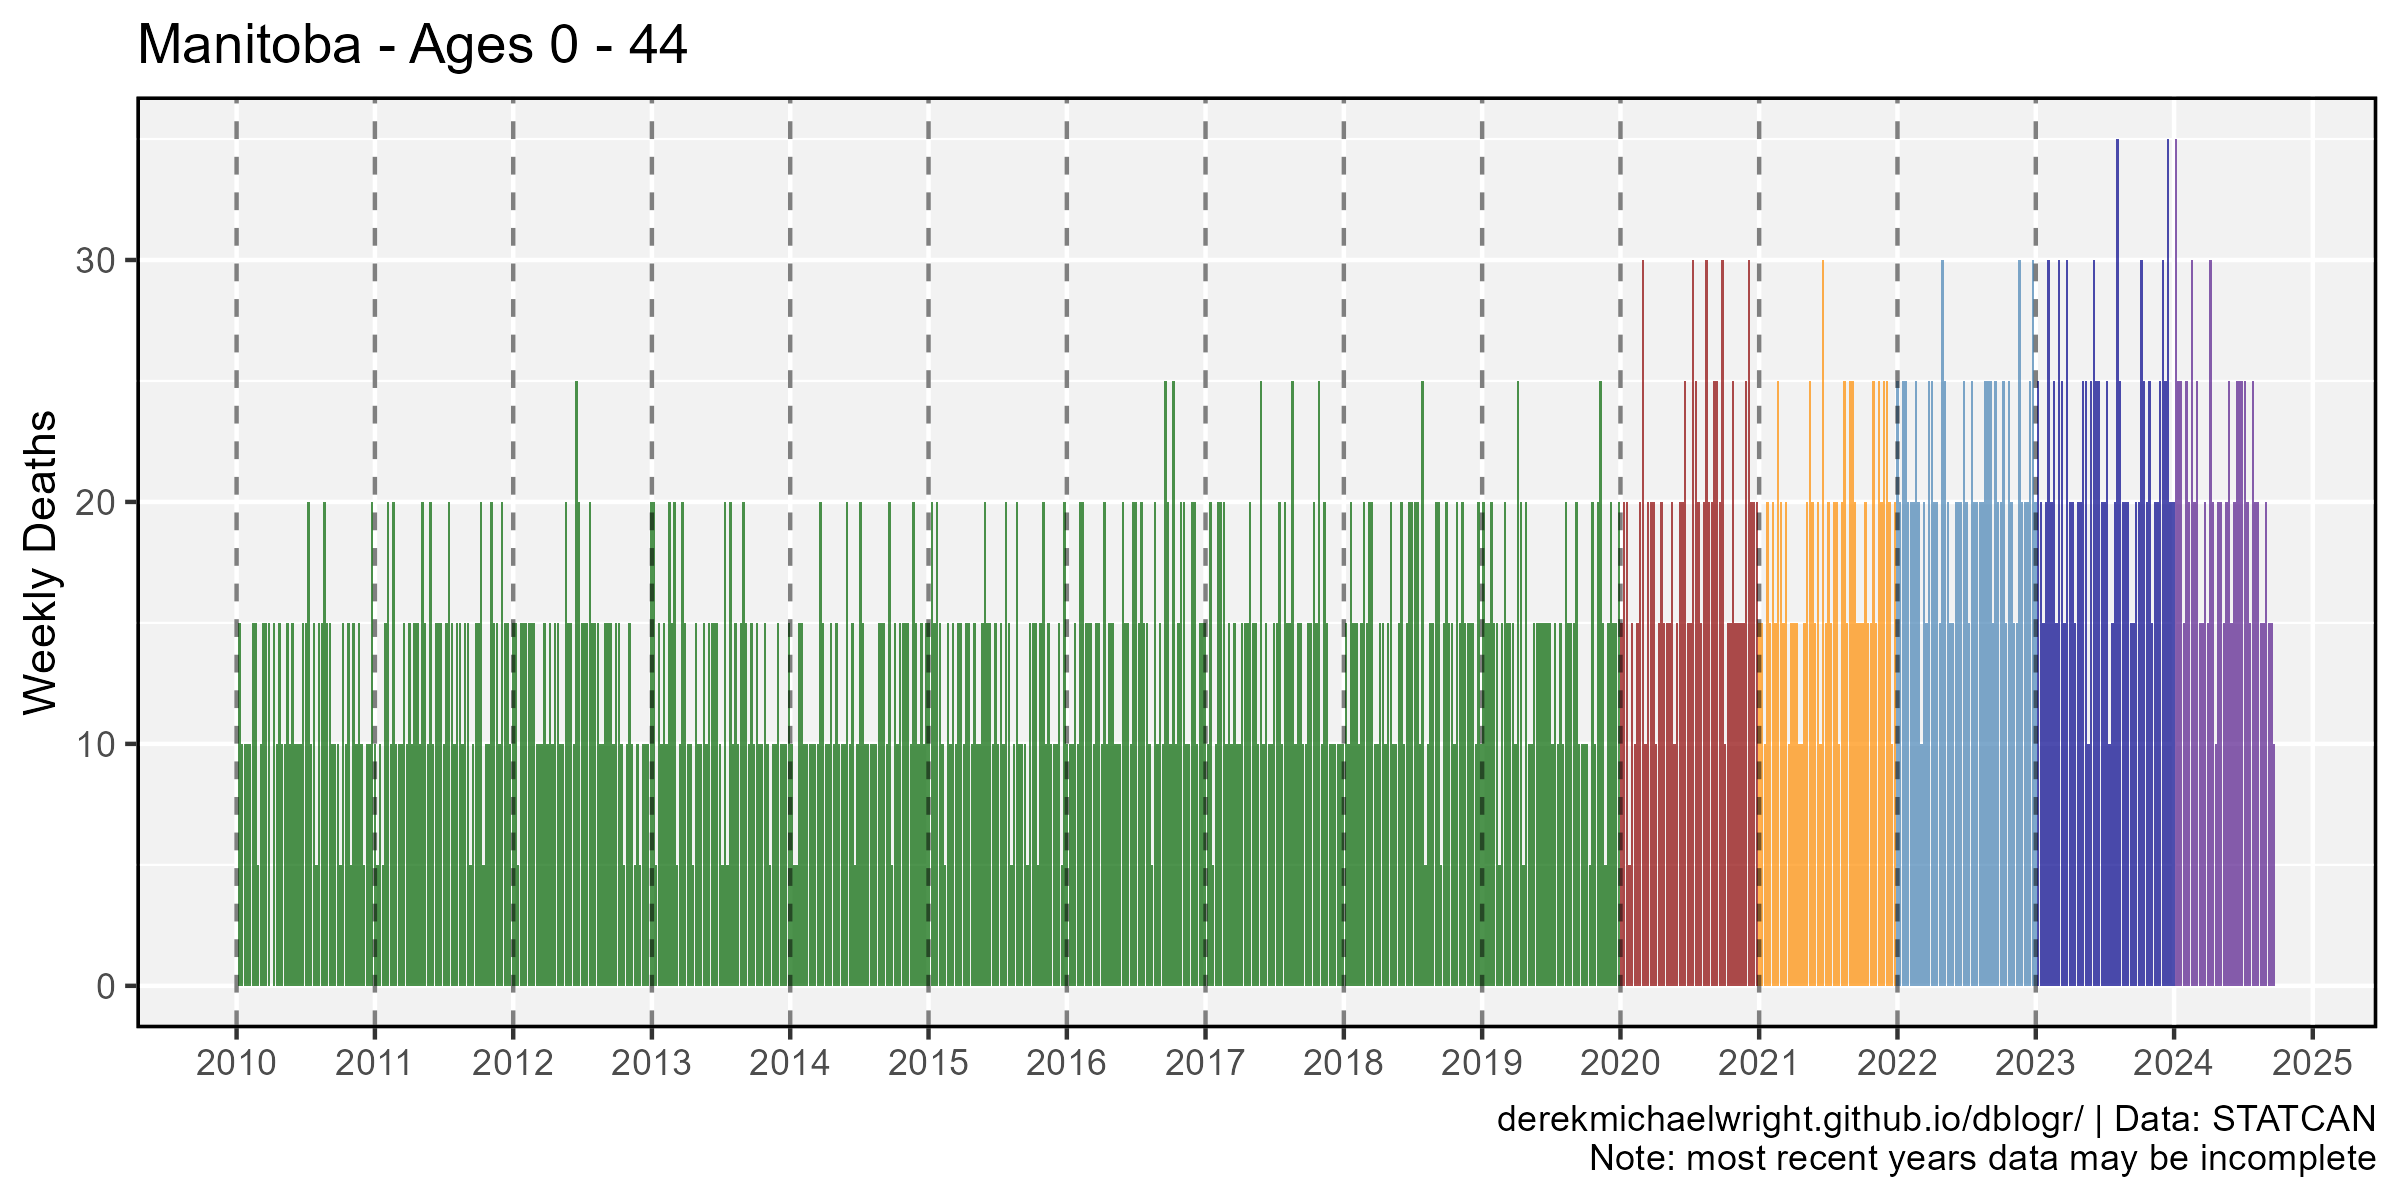 Manitoba - Ages 0 - 44
Weekly Deaths
30
20
10
0
2010 2011 2012 2013 2014 2015 2016 2017 2018 2019 2020 2021 2022 2023 2024 2025
derekmichaelwright.github.io/dblogr/ | Data: STATCAN
Note: most recent years data may be incomplete